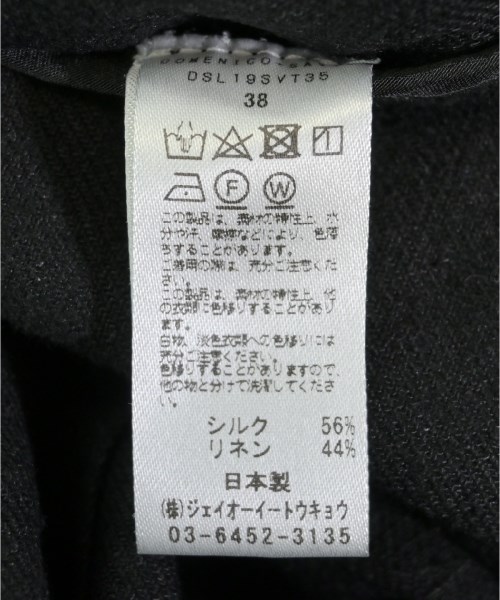 DOMENICO
DSL19SVT35
38
F W
この製品は、素材の特性上、水
分や汗、摩擦などにより、色落
ちすることがあります。
ご着用の際は、充分ご注意くだ
さい。
この製品は、素材の特性上、他
の衣類に色移りすることがあり
ます。
白物、淡色衣類への色移りには
充分ご注意ください。
色移りすることがありますので、
他の物と分けて洗濯してくださ
い。
シルク 56%
リネン 44%
日本製
(株)ジェイオーイートウキョウ
03-6452-3135